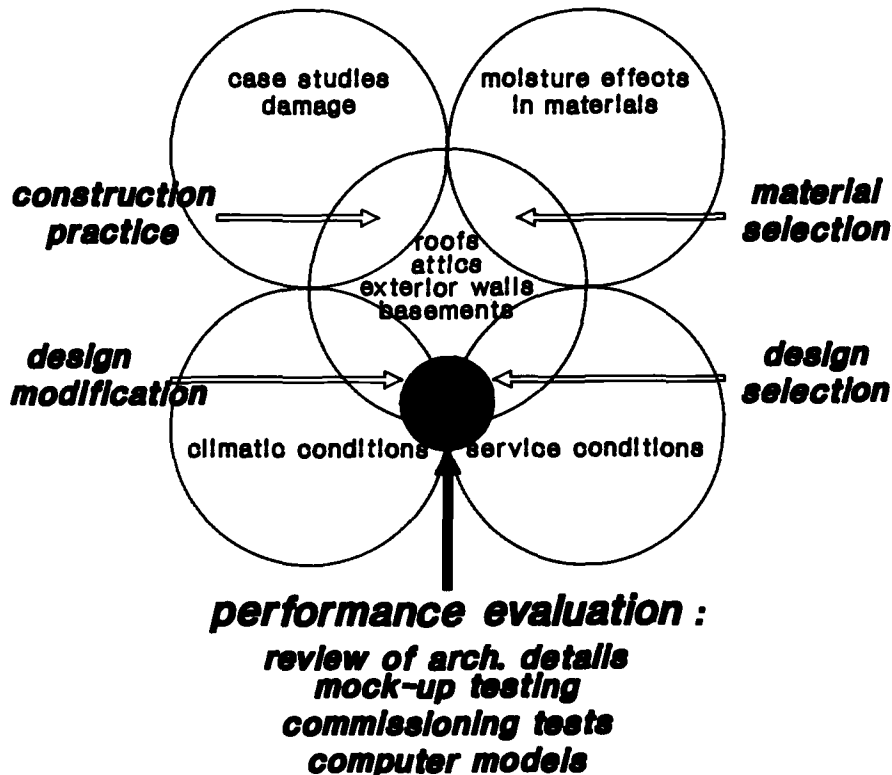 case studies
damage
moisture effects
in materials
construction
practice
material
selection
roofs
attics
exterior walls
basements
design
modification
design
selection
climatic conditions
service conditions
performance evaluation :
review of arch. details
mock-up testing
commissioning tests
computer models